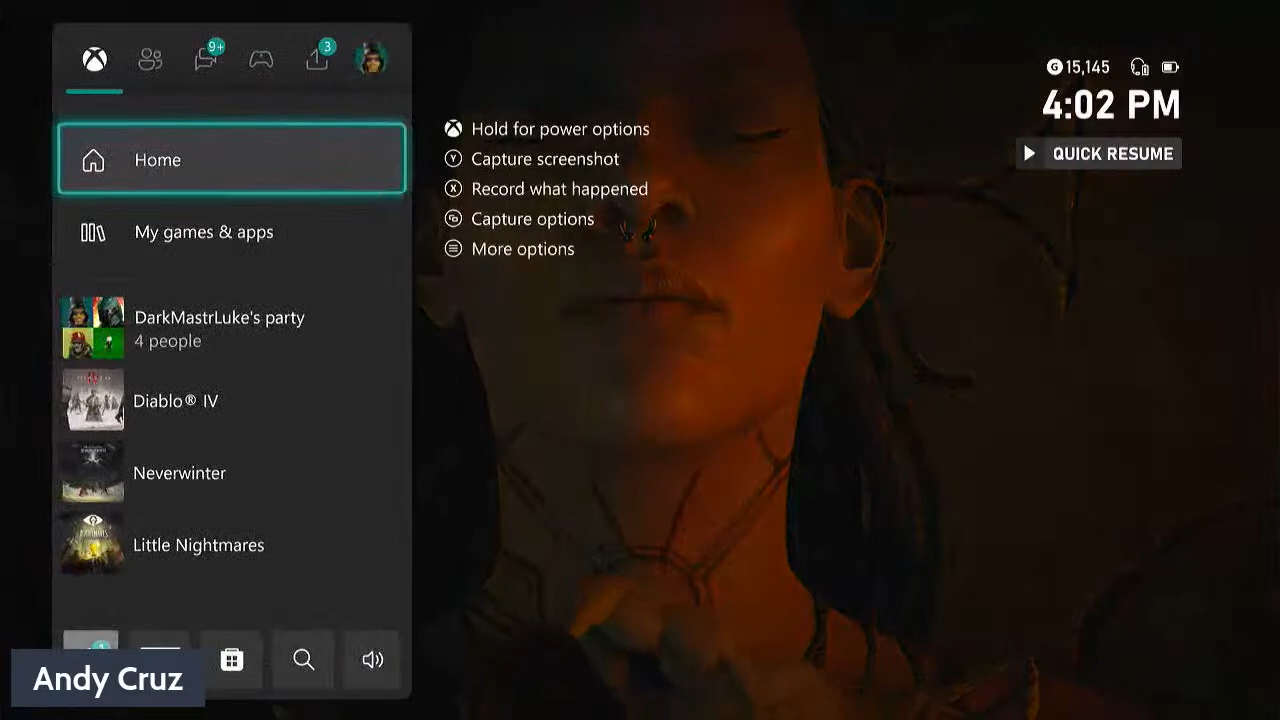 9+
3
G 15,145
4:02 PM
QUICK RESUME
Home
My games & apps
DarkMastrLuke's party
4 people
Diablo® IV
Neverwinter
Little Nightmares
Hold for power options
Y Capture screenshot
X Record what happened
Capture options
More options
Andy Cruz